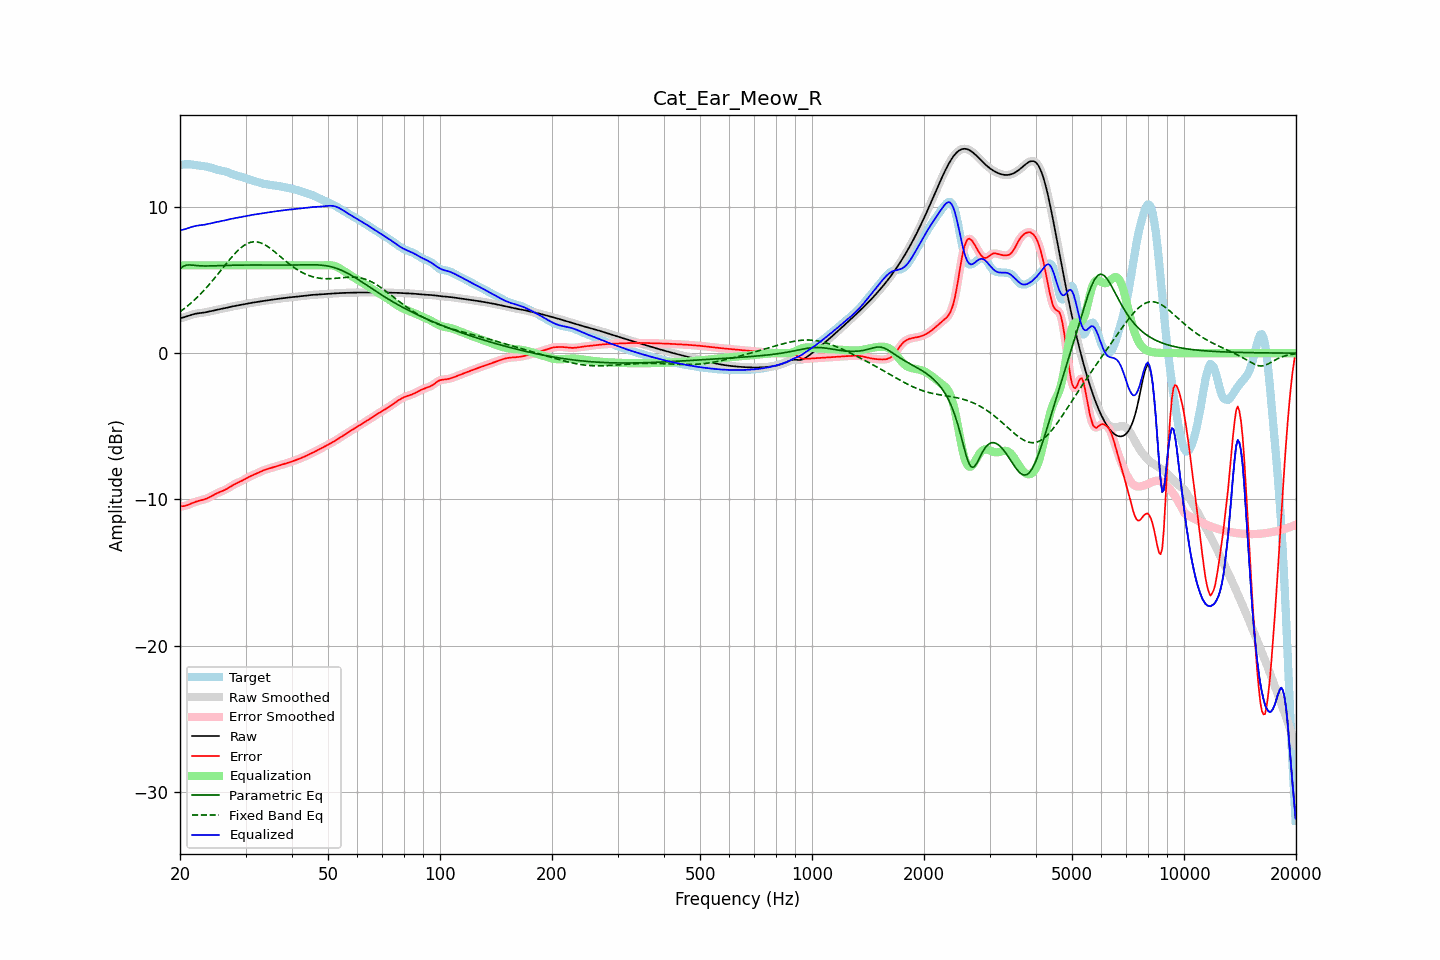 Cat_Ear_Meow_R
Amplitude (dBr)
10
0
−10
−20
−30
Target
Raw Smoothed
Error Smoothed
Raw
Error
Equalization
Parametric Eq
Fixed Band Eq
Equalized
20 50 100 200 500 1000 2000 5000 10000 20000
Frequency (Hz)